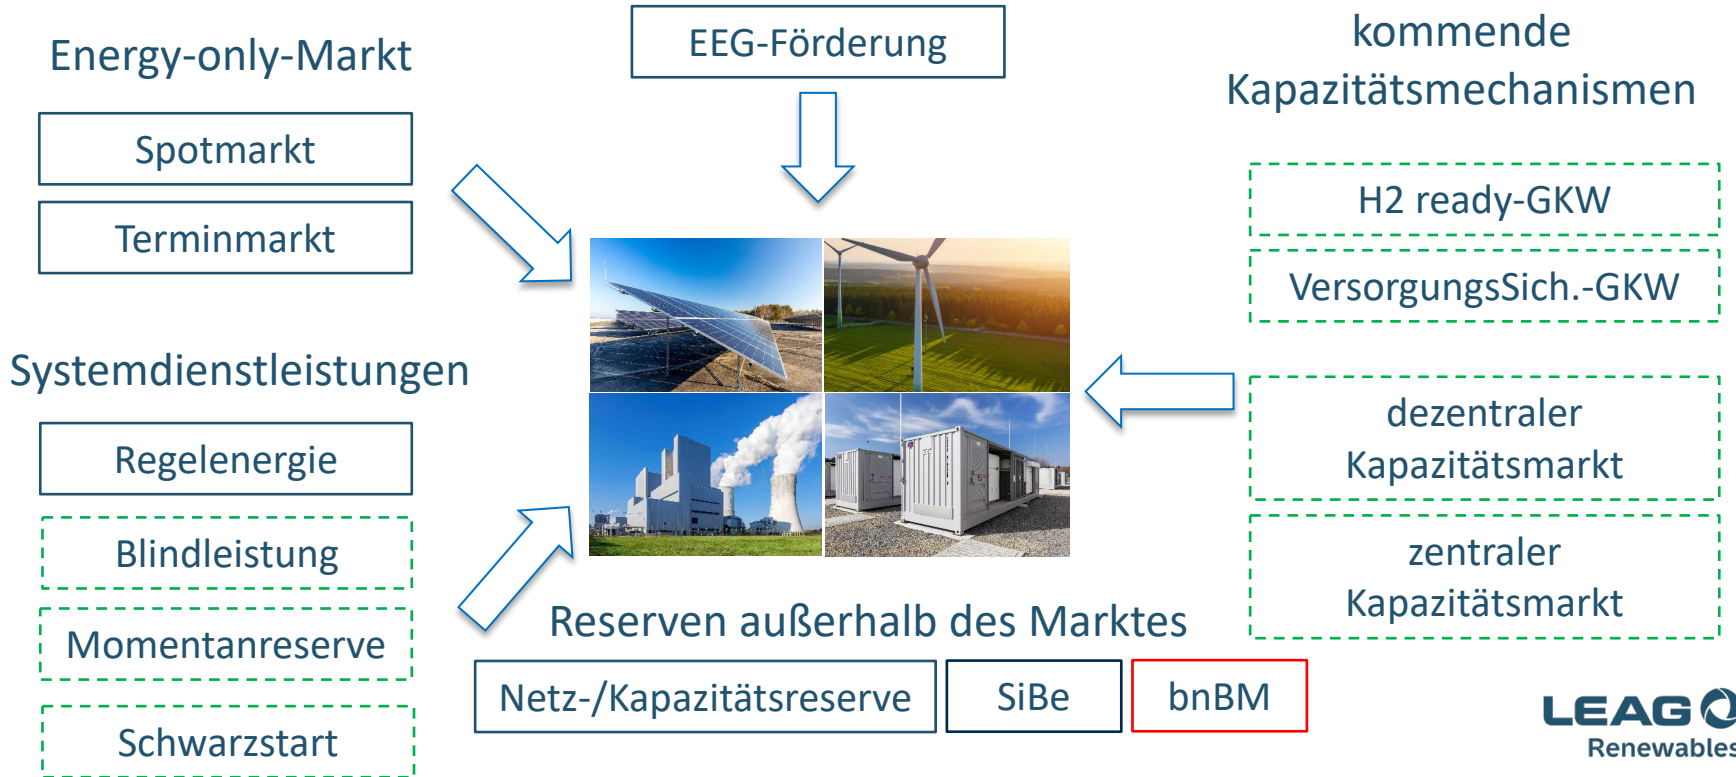 Energy-only-Markt
Spotmarkt
Terminmarkt
Systemdienstleistungen
Regelenergie
Blindleistung
Momentanreserve
Schwarzstart
EEG-Förderung
Reserven außerhalb des Marktes
Netz-/Kapazitätsreserve
SiBe
bnBM
kommende
Kapazitätsmechanismen
H2 ready-GKW
VersorgungsSich.-GKW
dezentraler
Kapazitätsmarkt
zentraler
Kapazitätsmarkt
LEAG
Renewables